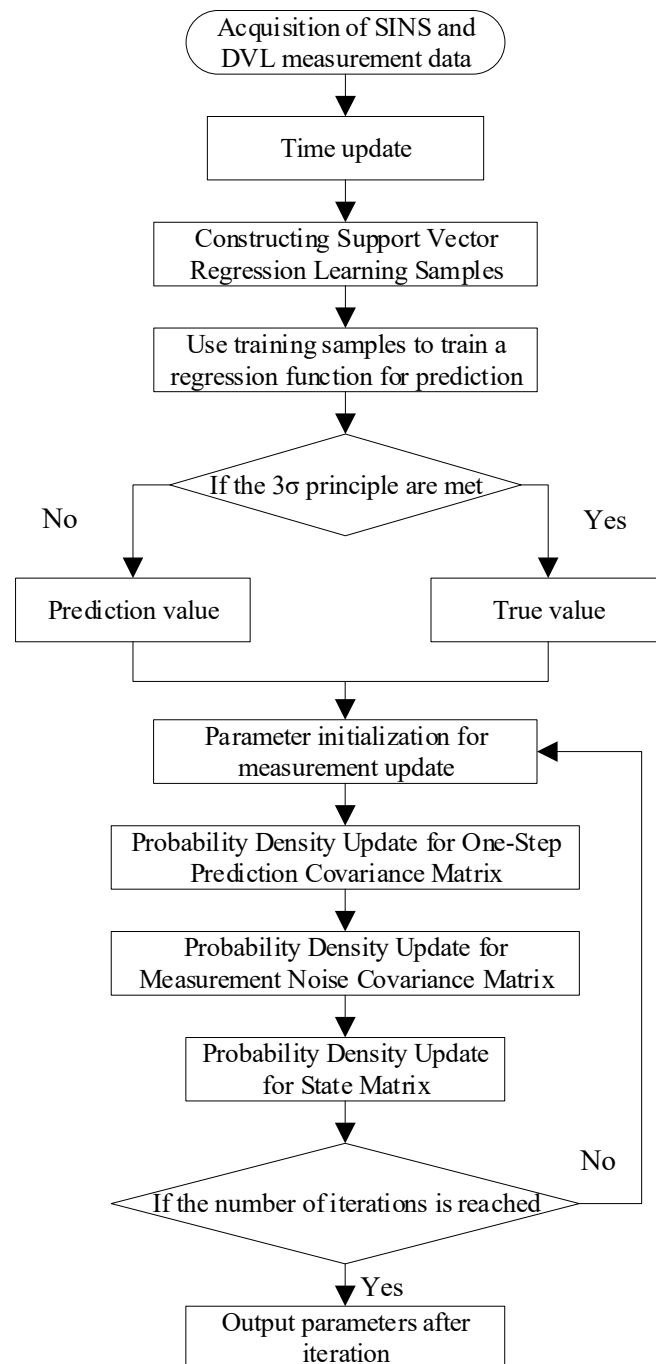 Acquisition of SINS and
DVL measurement data
Time update
Constructing Support Vector
Regression Learning Samples
Use training samples to train a
regression function for prediction
If the 3σ principle are met
No
Yes
Prediction value
True value
Parameter initialization for
measurement update
Probability Density Update for One-Step
Prediction Covariance Matrix
Probability Density Update for
Measurement Noise Covariance Matrix
Probability Density Update
for State Matrix
No
If the number of iterations is reached
Yes
Output parameters after
iteration